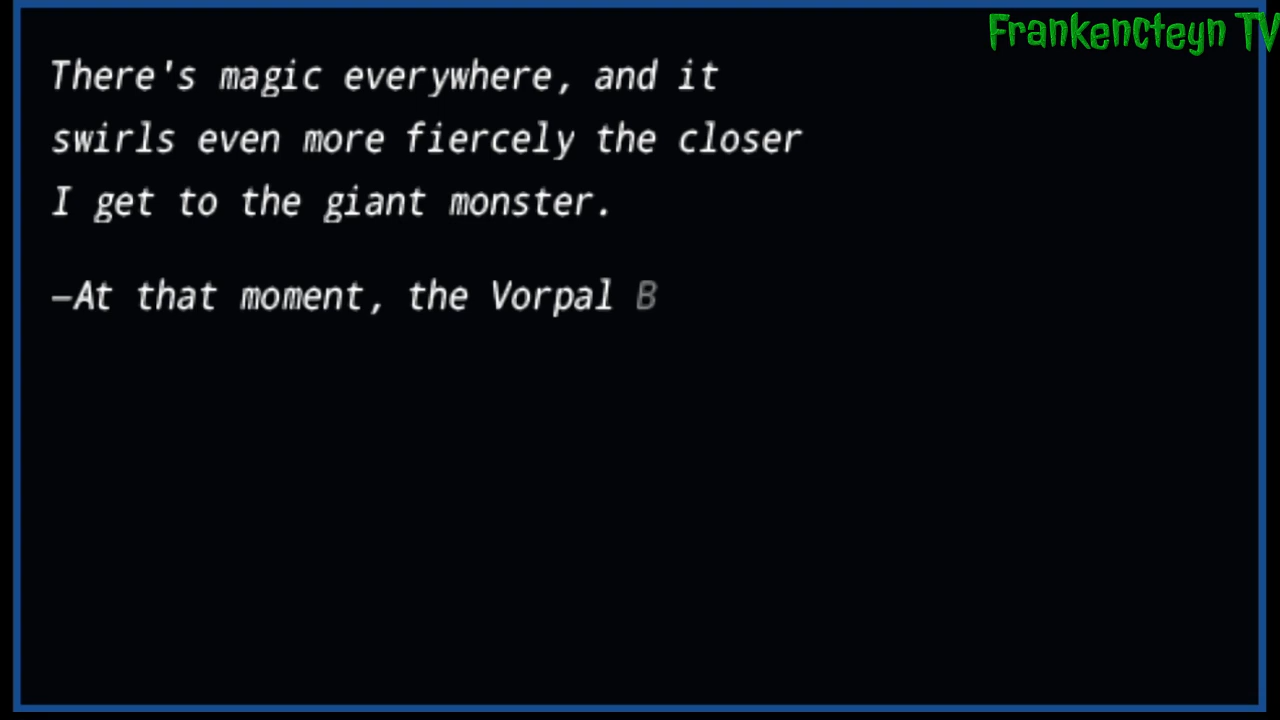 FrankenCteyn TV
There's magic everywhere, and it
swirls even more fiercely the closer
I get to the giant monster.
—At that moment, the Vorpal B